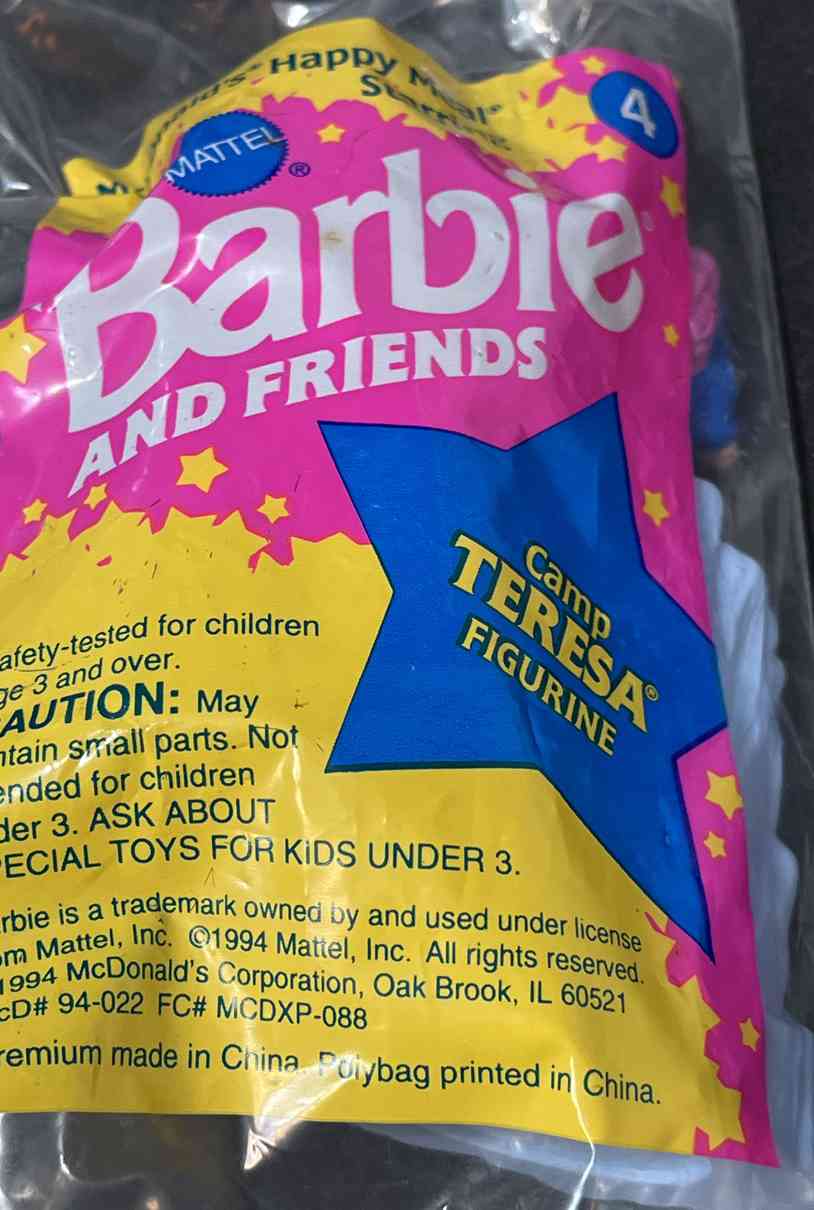 Happy Meal®
4
MATTEL
®
Barbie®
AND FRIENDS
Camp
TERESA®
FIGURINE
afety-tested for children
ge 3 and over.
AUTION: May
ntain small parts. Not
ended for children
der 3. ASK ABOUT
PECIAL TOYS FOR KIDS UNDER 3.
rbie is a trademark owned by and used under license
om Mattel, Inc. ©1994 Mattel, Inc. All rights reserved.
1994 McDonald's Corporation, Oak Brook, IL 60521
cD# 94-022 FC# MCDXP-088
remium made in China. Polybag printed in China.